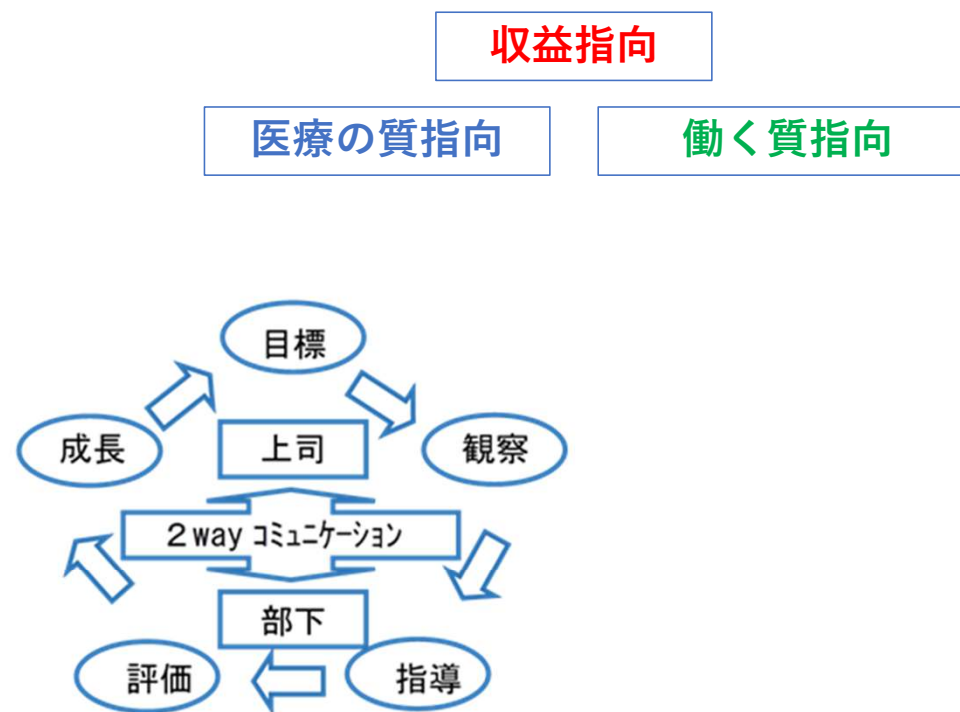 収益指向
医療の質指向
働く質指向
目標
成長
上司
観察
２way ｺﾐｭﾆｹｰｼｮﾝ
部下
評価
指導